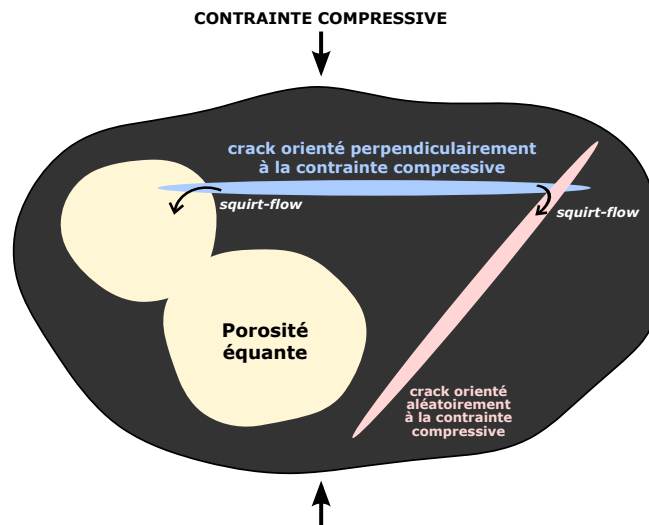 CONTRAINTE COMPRESSIVE
crack orienté perpendiculairement
à la contrainte compressive
squirt-flow
squirt-flow
Porosité
équante
crack orienté
aléatoirement
à la contrainte
compressive